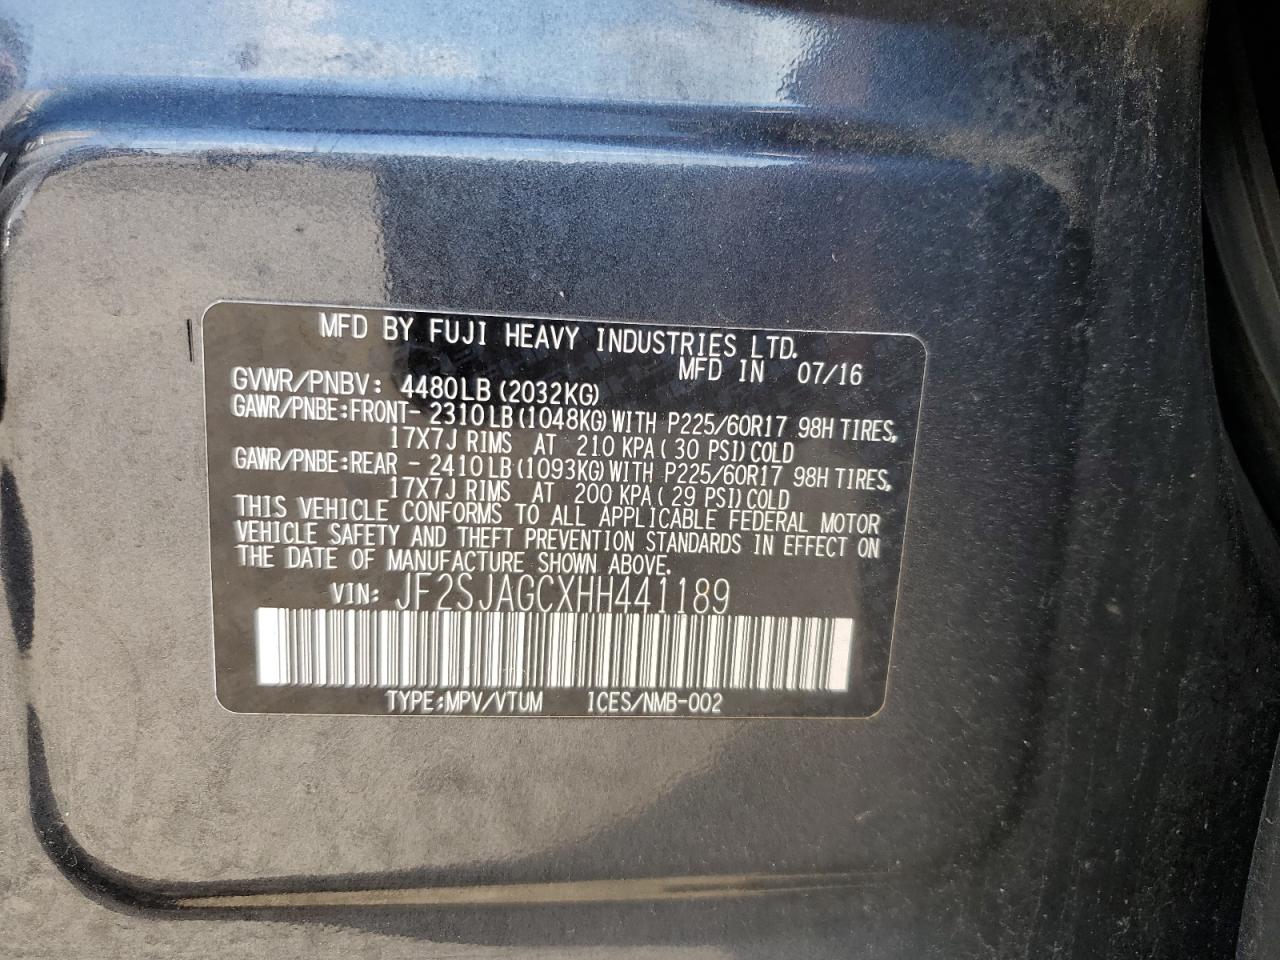 MFD BY FUJI HEAVY INDUSTRIES LTD.
MFD IN 07/16
GVWR/PNBV: 4480LB (2032KG)
GAWR/PNBE:FRONT- 2310LB (1048KG) WITH P225/60R17 98H TIRES,
17X7J RIMS AT 210 KPA ( 30 PSI) COLD
GAWR/PNBE:REAR - 2410LB (1093KG) WITH P225/60R17 98H TIRES,
17X7J RIMS AT 200 KPA ( 29 PSI) COLD
THIS VEHICLE CONFORMS TO ALL APPLICABLE FEDERAL MOTOR
VEHICLE SAFETY AND THEFT PREVENTION STANDARDS IN EFFECT ON
THE DATE OF MANUFACTURE SHOWN ABOVE.
VIN: JF2SJAGCXHH441189
TYPE:MPV/VTUM ICES/NMB-002